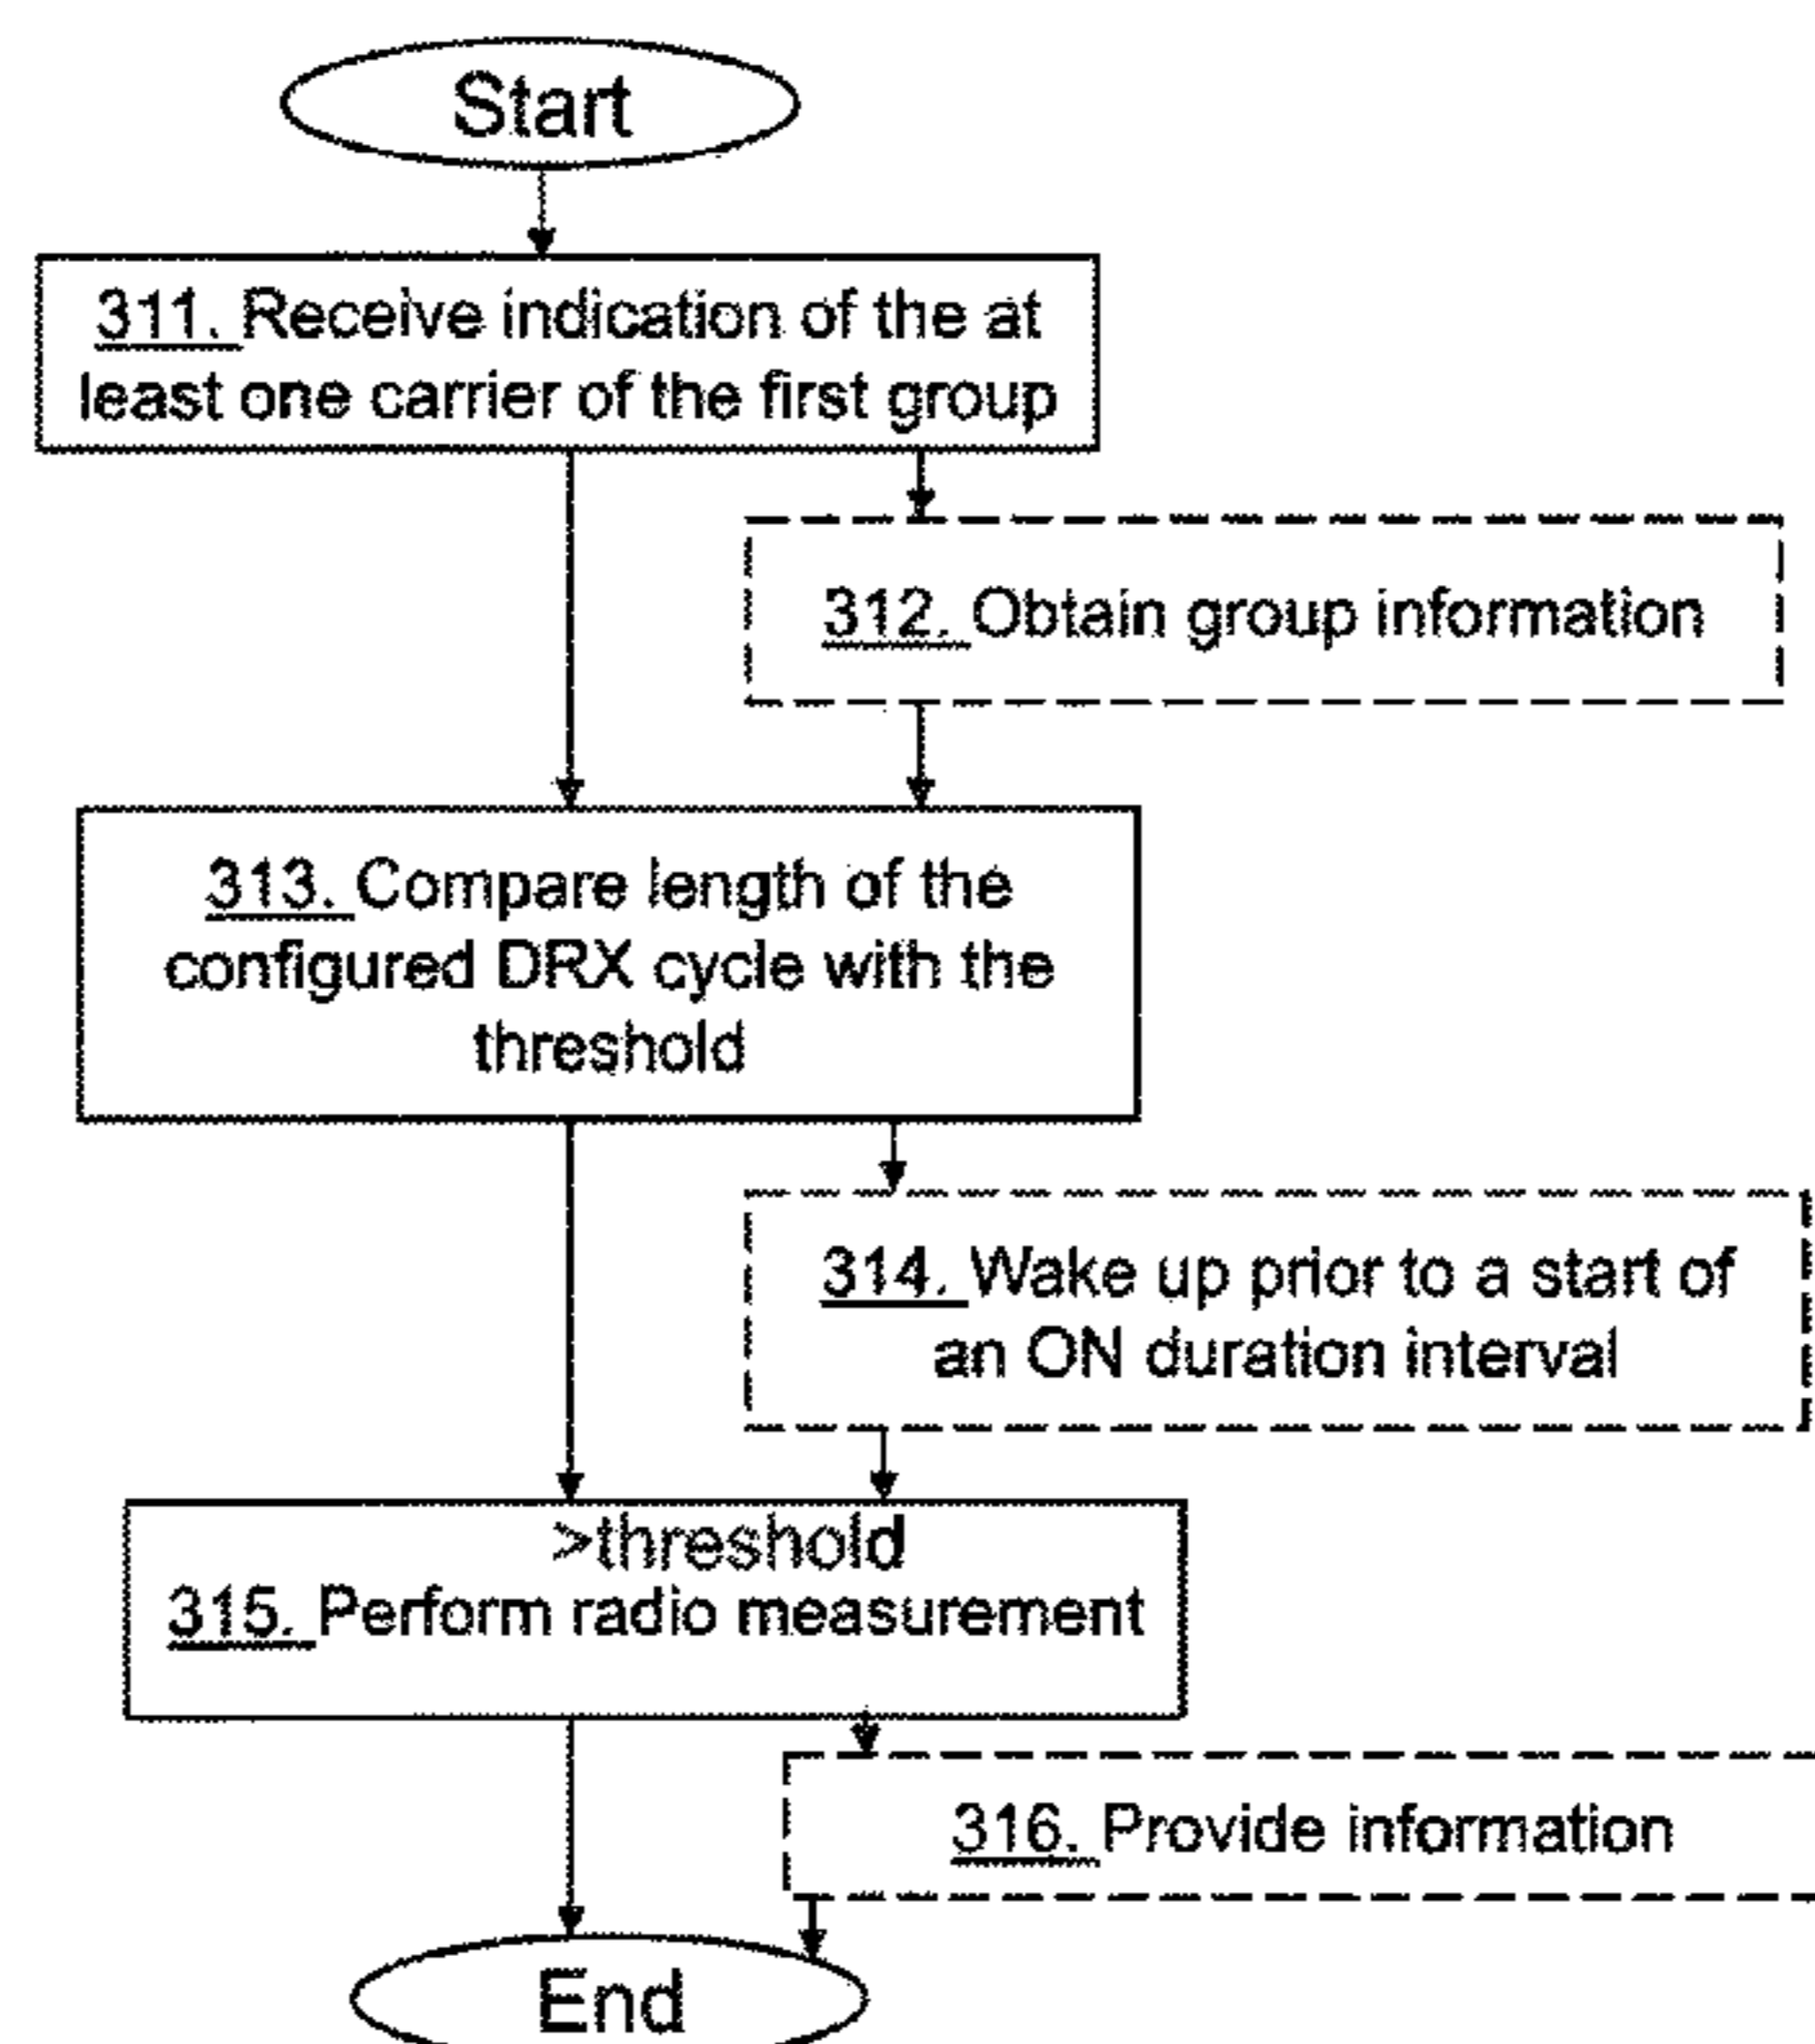 Start
311. Receive indication of the at
least one carrier of the first group
312. Obtain group information
313. Compare length of the
configured DRX cycle with the
threshold
314. Wake up prior to a start of
an ON duration interval
>threshold
315. Perform radio measurement
316. Provide information
End